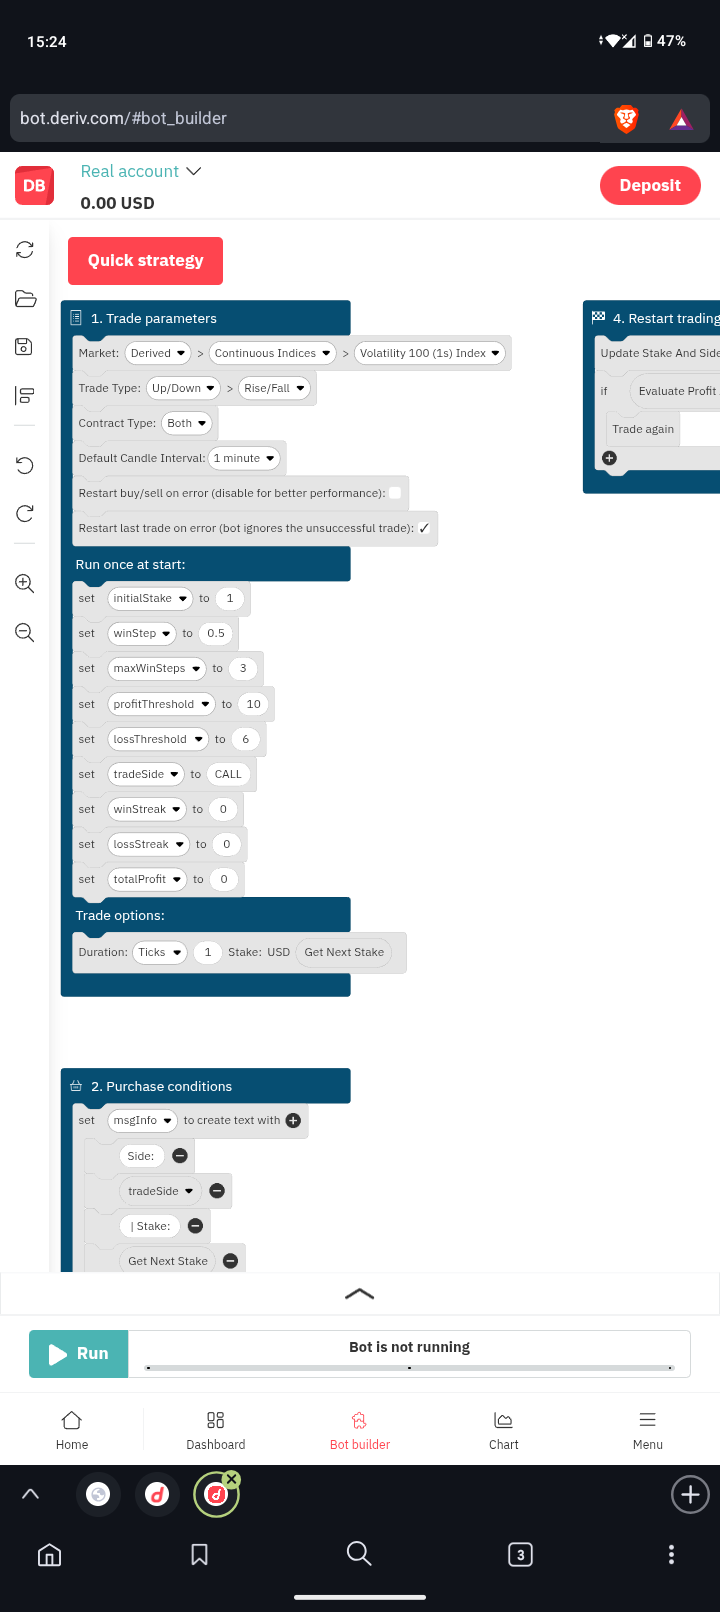 15:24
47%
bot.deriv.com/#bot_builder
DB
Real account
0.00 USD
Deposit
Quick strategy
1. Trade parameters
Market: Derived > Continuous Indices > Volatility 100 (1s) Index
Trade Type: Up/Down > Rise/Fall
Contract Type: Both
Default Candle Interval: 1 minute
Restart buy/sell on error (disable for better performance):
Restart last trade on error (bot ignores the unsuccessful trade): ✓
Run once at start:
set initialStake to 1
set winStep to 0.5
set maxWinSteps to 3
set profitThreshold to 10
set lossThreshold to 6
set tradeSide to CALL
set winStreak to 0
set lossStreak to 0
set totalProfit to 0
Trade options:
Duration: Ticks 1 Stake: USD Get Next Stake
4. Restart trading
Update Stake And Side
if Evaluate Profit
Trade again
2. Purchase conditions
set msgInfo to create text with
Side:
tradeSide
| Stake:
Get Next Stake
Run
Bot is not running
Home
Dashboard
Bot builder
Chart
Menu
3